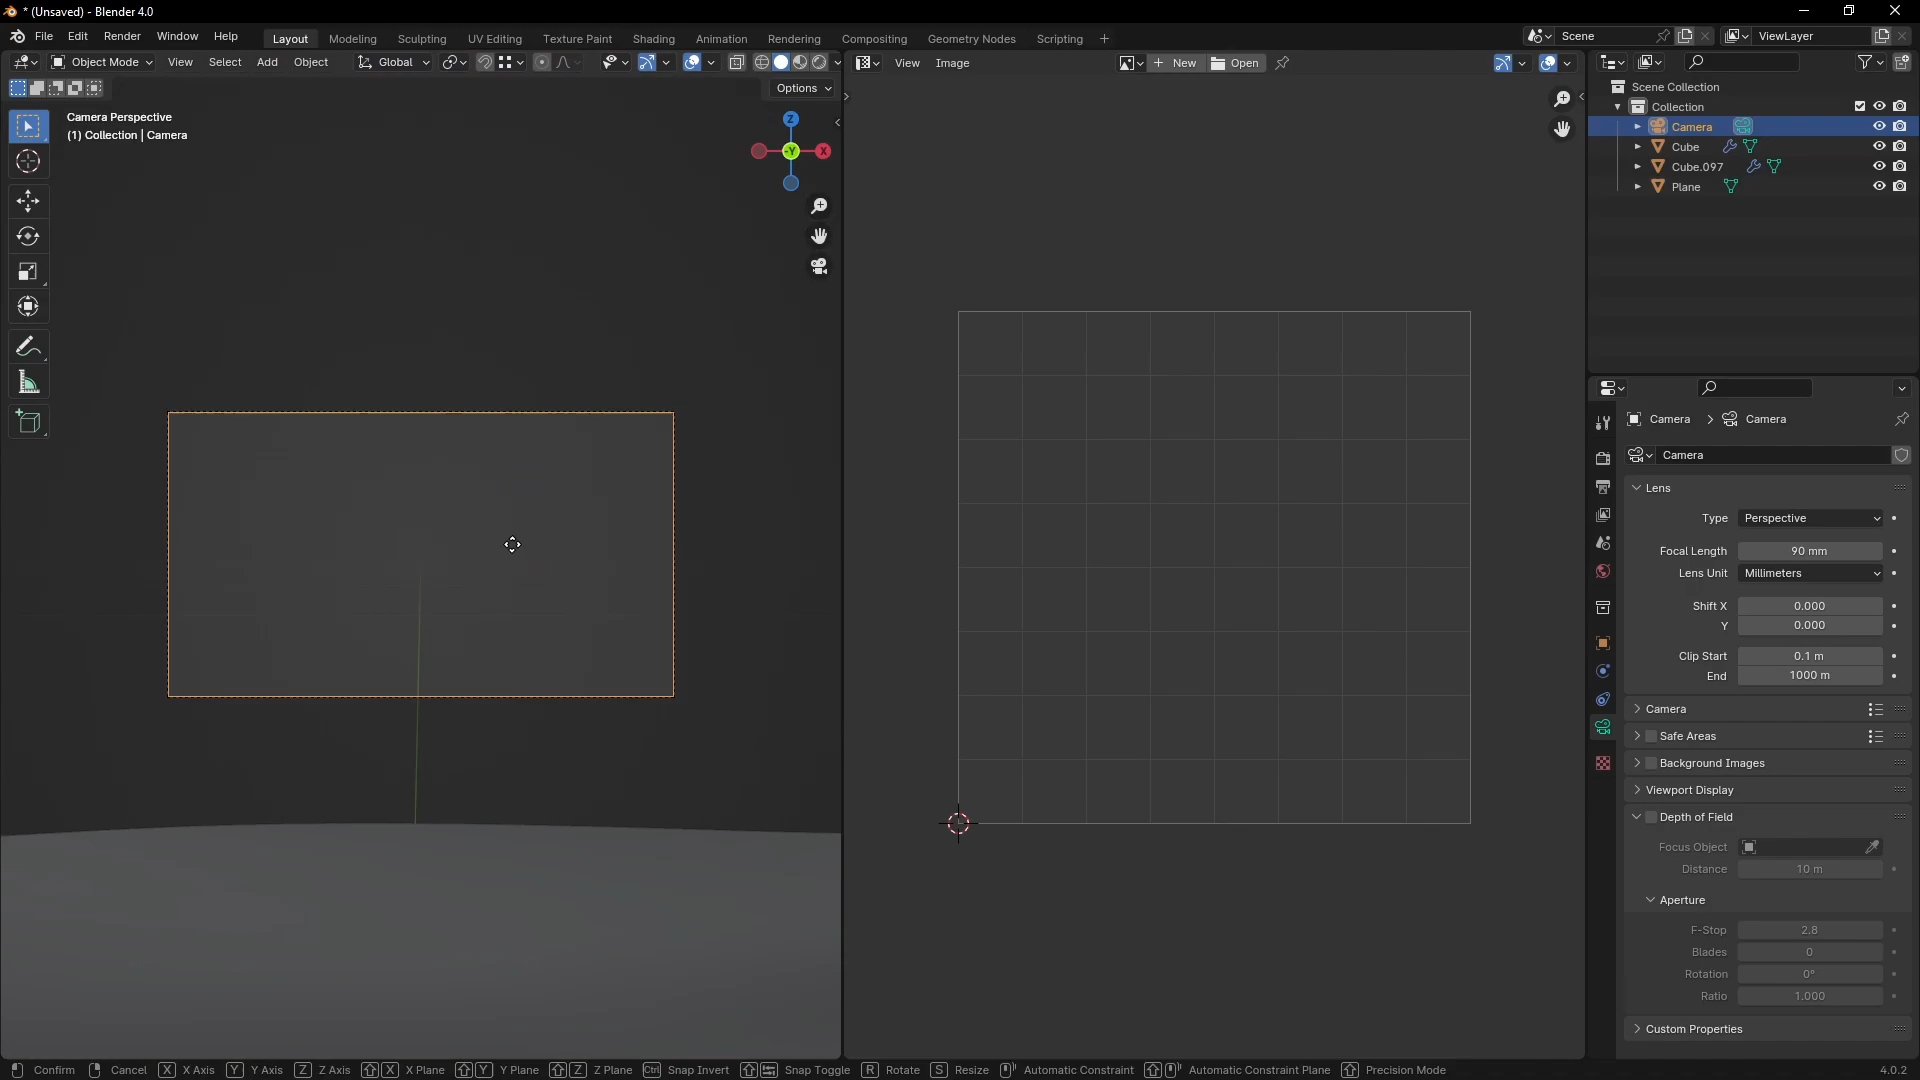 * (Unsaved) - Blender 4.0
File Edit Render Window Help Layout Modeling Sculpting UV Editing Texture Paint Shading Animation Rendering Compositing Geometry Nodes Scripting + Scene ViewLayer
Object Mode View Select Add Object Global View Image New Open
Options
Scene Collection
Collection
Camera
Cube
Cube.097
Plane
Camera Perspective
(1) Collection | Camera
Z
-Y X
Camera > Camera
Camera
Lens
Type Perspective
Focal Length 90 mm
Lens Unit Millimeters
Shift X 0.000
Y 0.000
Clip Start 0.1 m
End 1000 m
Camera
Safe Areas
Background Images
Viewport Display
Depth of Field
Focus Object
Distance 10 m
Aperture
F-Stop 2.8
Blades 0
Rotation 0°
Ratio 1.000
Custom Properties
Confirm Cancel X X Axis Y Y Axis Z Z Axis X X Plane Y Y Plane Z Z Plane Ctrl Snap Invert Snap Toggle R Rotate S Resize Automatic Constraint Automatic Constraint Plane Precision Mode 4.0.2